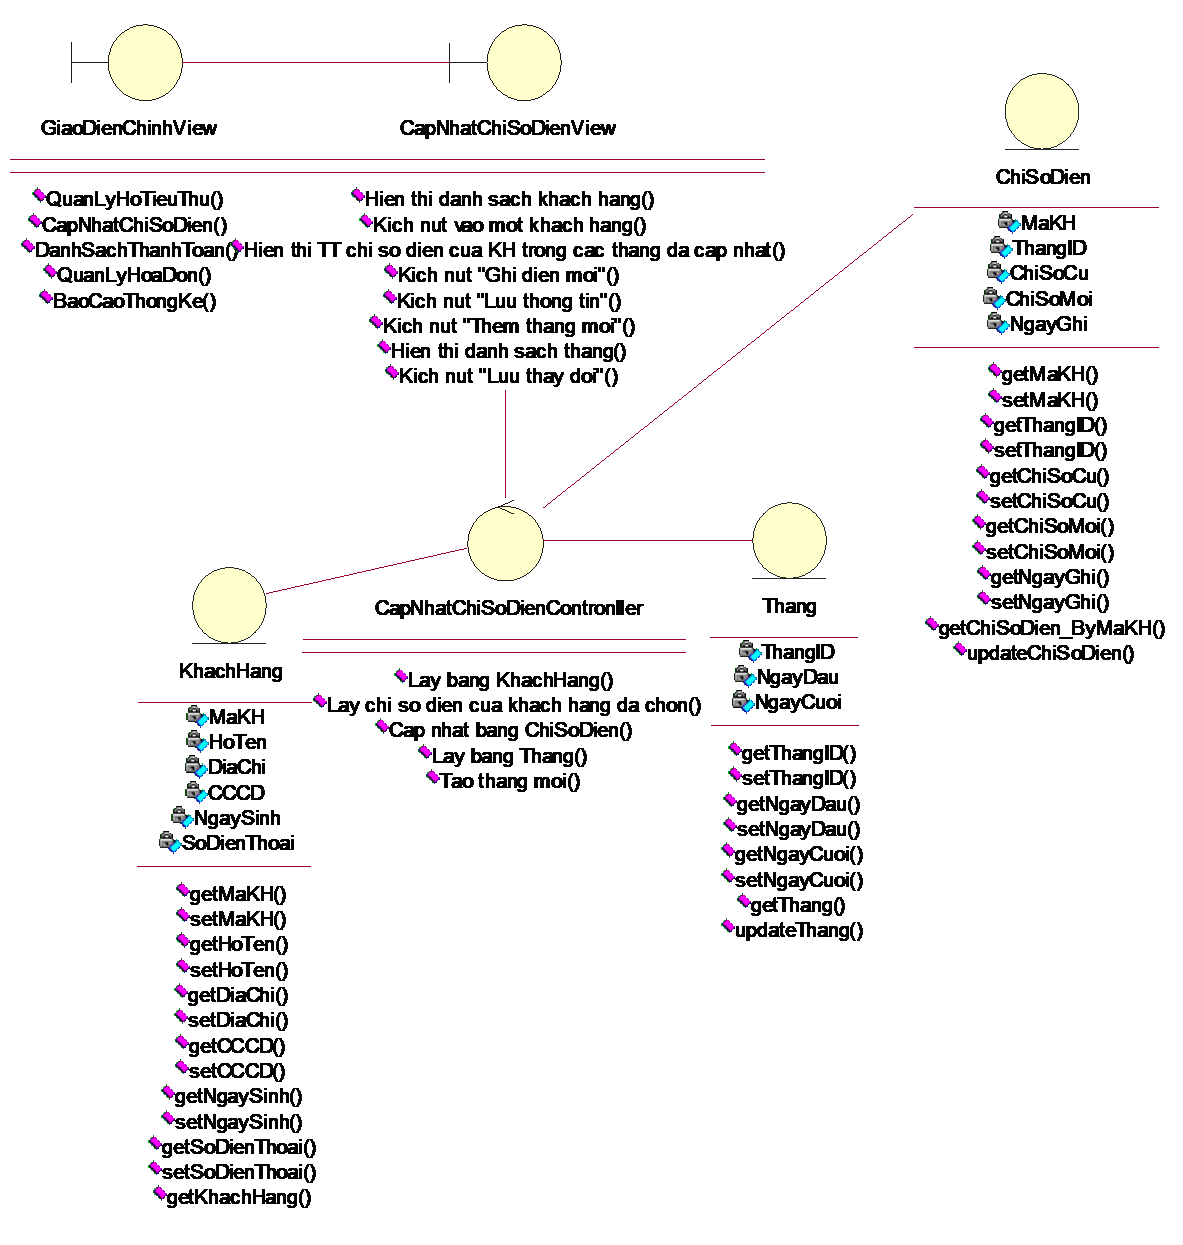 GiaoDienChinhView
QuanLyHoTieuThu()
CapNhatChiSoDien()
DanhSachThanhToan()
QuanLyHoaDon()
BaoCaoThongKe()
CapNhatChiSoDienView
Hien thi danh sach khach hang()
Kich nut vao mot khach hang()
Hien thi TT chi so dien cua KH trong cac thang da cap nhat()
Kich nut "Ghi dien moi"()
Kich nut "Luu thong tin"()
Kich nut "Them thang moi"()
Hien thi danh sach thang()
Kich nut "Luu thay doi"()
ChiSoDien
MaKH
ThangID
ChiSoCu
ChiSoMoi
NgayGhi
getMaKH()
setMaKH()
getThangID()
setThangID()
getChiSoCu()
setChiSoCu()
getChiSoMoi()
setChiSoMoi()
getNgayGhi()
setNgayGhi()
getChiSoDien_ByMaKH()
updateChiSoDien()
KhachHang
MaKH
HoTen
DiaChi
CCCD
NgaySinh
SoDienThoai
getMaKH()
setMaKH()
getHoTen()
setHoTen()
getDiaChi()
setDiaChi()
getCCCD()
setCCCD()
getNgaySinh()
setNgaySinh()
getSoDienThoai()
setSoDienThoai()
getKhachHang()
CapNhatChiSoDienContronller
Lay bang KhachHang()
Lay chi so dien cua khach hang da chon()
Cap nhat bang ChiSoDien()
Lay bang Thang()
Tao thang moi()
Thang
ThangID
NgayDau
NgayCuoi
getThangID()
setThangID()
getNgayDau()
setNgayDau()
getNgayCuoi()
setNgayCuoi()
getThang()
updateThang()